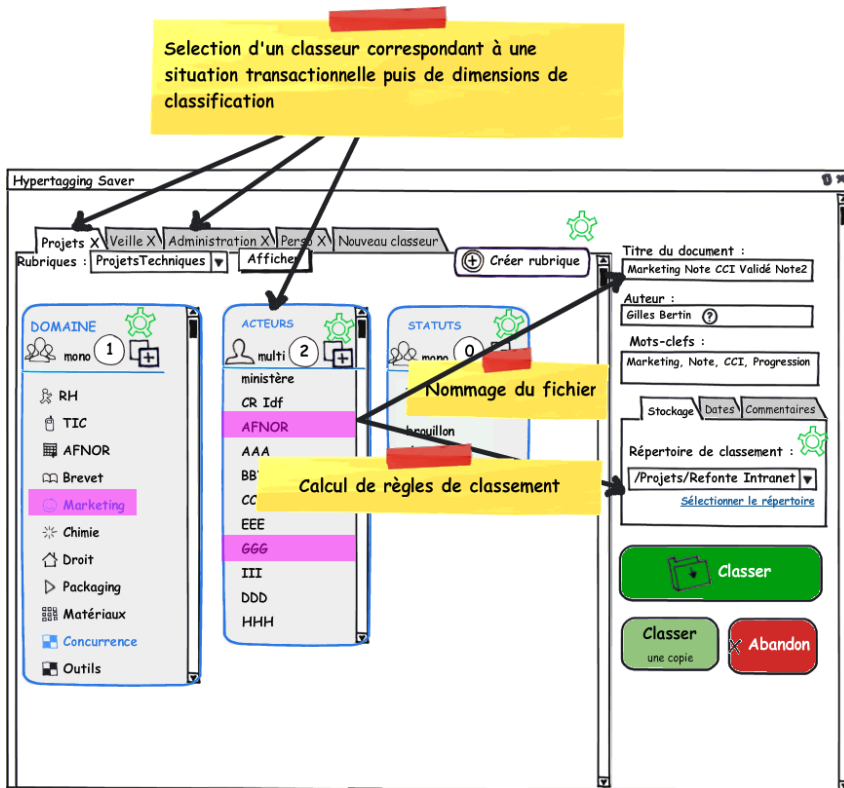 Selection d'un classeur correspondant à une
situation transactionnelle puis de dimensions de
classification
Hypertagging Saver
Projets X
Veille X
Administration X
Perso X
Nouveau classeur
Rubriques :
ProjetsTechniques
Afficher
Créer rubrique
DOMAINE
mono
1
RH
TIC
AFNOR
Brevet
Marketing
Chimie
Droit
Packaging
Matériaux
Concurrence
Outils
ACTEURS
multi
2
ministère
CR Idf
AFNOR
AAA
BB
CC
EEE
GGG
III
DDD
HHH
STATUTS
mono
0
brouillon
Nommage du fichier
Calcul de règles de classement
Titre du document :
Marketing Note CCI Validé Note2
Auteur :
Gilles Bertin ?
Mots-clefs :
Marketing, Note, CCI, Progression
Stockage
Dates
Commentaires
Répertoire de classement :
/Projets/Refonte Intranet
Sélectionner le répertoire
Classer
Classer
une copie
X Abandon